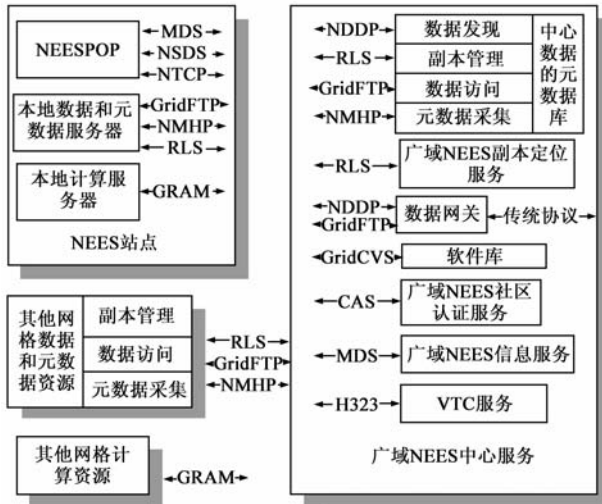 NEESPOP
MDS
NSDS
NTCP
本地数据和元
数据服务器
GridFTP
NMHP
RLS
本地计算服
务器
GRAM
NEES站点
其他网
格数据
和元数
据资源
副本管理
数据访问
元数据采集
RLS
GridFTP
NMHP
其他网格计
算资源
GRAM
NDDP
数据发现
RLS
副本管理
GridFTP
数据访问
NMHP
元数据采集
中心
数据
的元
数据
库
RLS
广域NEES副本定位
服务
NDDP
GridFTP
数据网关
传统协议
GridCVS
软件库
CAS
广域NEES社区
认证服务
MDS
广域NEES信息服务
H323
VTC服务
广域NEES中心服务